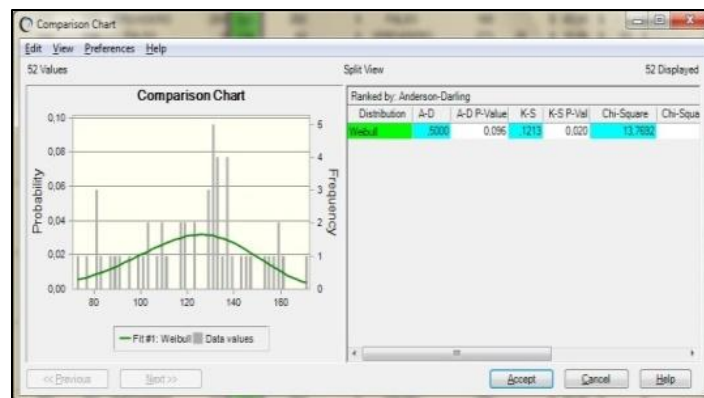 Comparison Chart
Edit View Preferences Help
52 Values Split View 52 Displayed
Comparison Chart
Ranked by: Anderson-Darling
Distribution A-D A-D P-Value K-S K-S P-Val Chi-Square Chi-Squa
Weibull ,5000 0,096 ,1213 0,020 13,7692
0,10
0,08
0,06
0,04
0,02
0,00
Probability
5
4
3
2
1
0
Frequency
80 100 120 140 160
Fit #1: Weibull Data values
<< Previous Next >> Accept Cancel Help